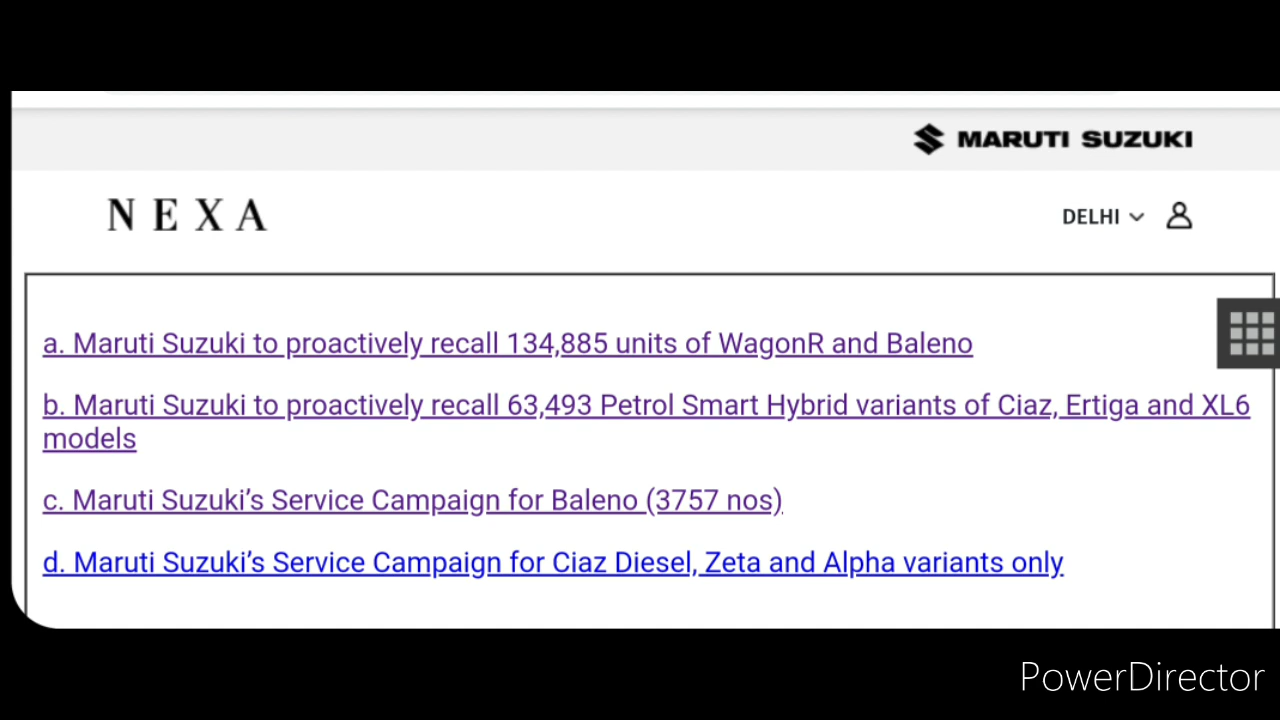 MARUTI SUZUKI
NEXA
DELHI
a. Maruti Suzuki to proactively recall 134,885 units of WagonR and Baleno
b. Maruti Suzuki to proactively recall 63,493 Petrol Smart Hybrid variants of Ciaz, Ertiga and XL6
models
c. Maruti Suzuki’s Service Campaign for Baleno (3757 nos)
d. Maruti Suzuki’s Service Campaign for Ciaz Diesel, Zeta and Alpha variants only
PowerDirector